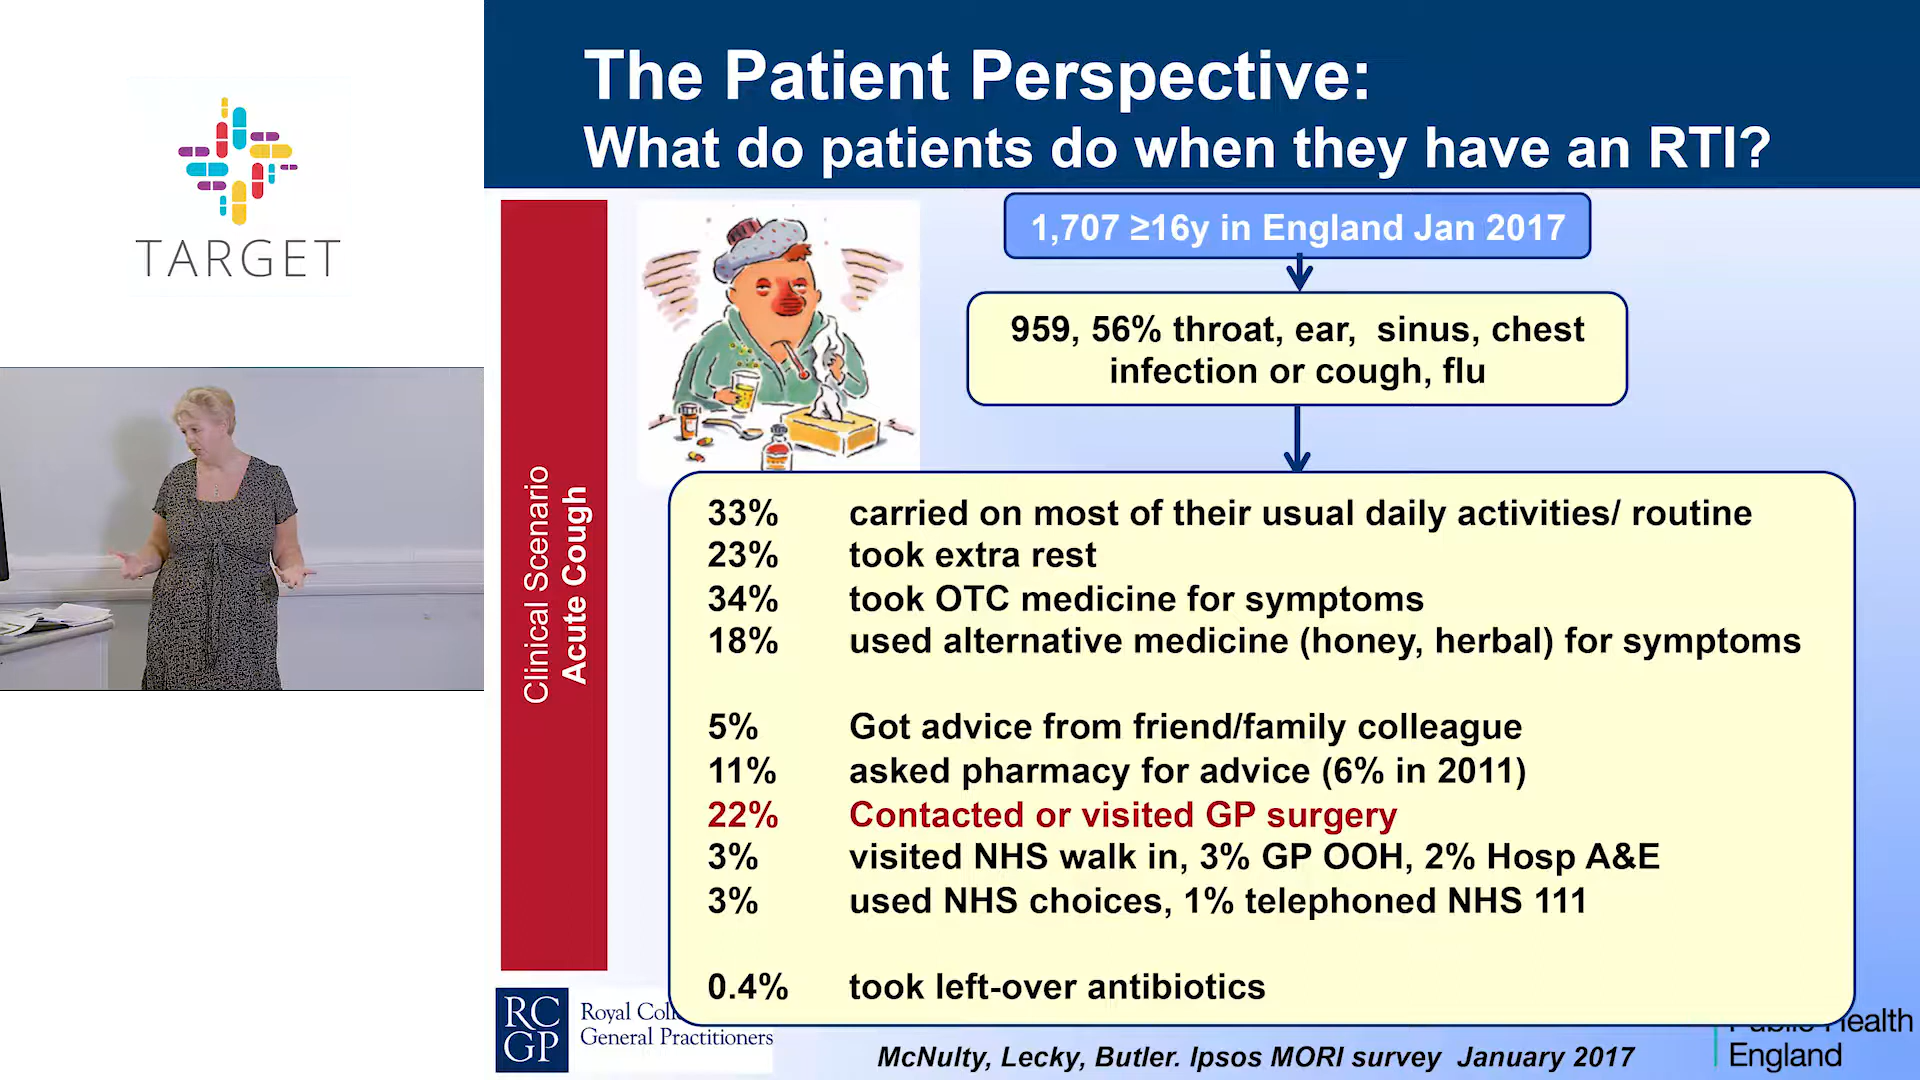 TARGET
The Patient Perspective:
What do patients do when they have an RTI?
1,707 ≥16y in England Jan 2017
959, 56% throat, ear,  sinus, chest
infection or cough, flu
Clinical Scenario
Acute Cough
33% carried on most of their usual daily activities/ routine
23% took extra rest
34% took OTC medicine for symptoms
18% used alternative medicine (honey, herbal) for symptoms
5% Got advice from friend/family colleague
11% asked pharmacy for advice (6% in 2011)
22% Contacted or visited GP surgery
3% visited NHS walk in, 3% GP OOH, 2% Hosp A&E
3% used NHS choices, 1% telephoned NHS 111
0.4% took left-over antibiotics
RC
GP
Royal
General Practitioners
McNulty, Lecky, Butler. Ipsos MORI survey  January 2017
Public Health
England